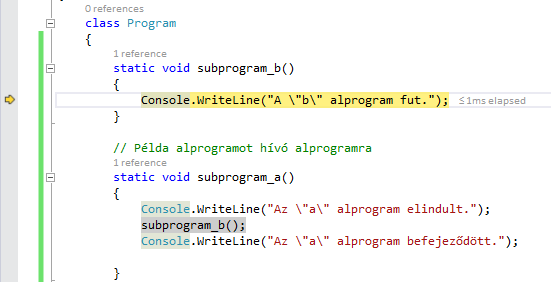 0 references
class Program
{
1 reference
static void subprogram_b()
{
Console.WriteLine("A \"b\" alprogram fut."); ≤1ms elapsed
}
// Példa alprogramot hívó alprogramra
1 reference
static void subprogram_a()
{
Console.WriteLine("Az \"a\" alprogram elindult.");
subprogram_b();
Console.WriteLine("Az \"a\" alprogram befejeződött.");
}